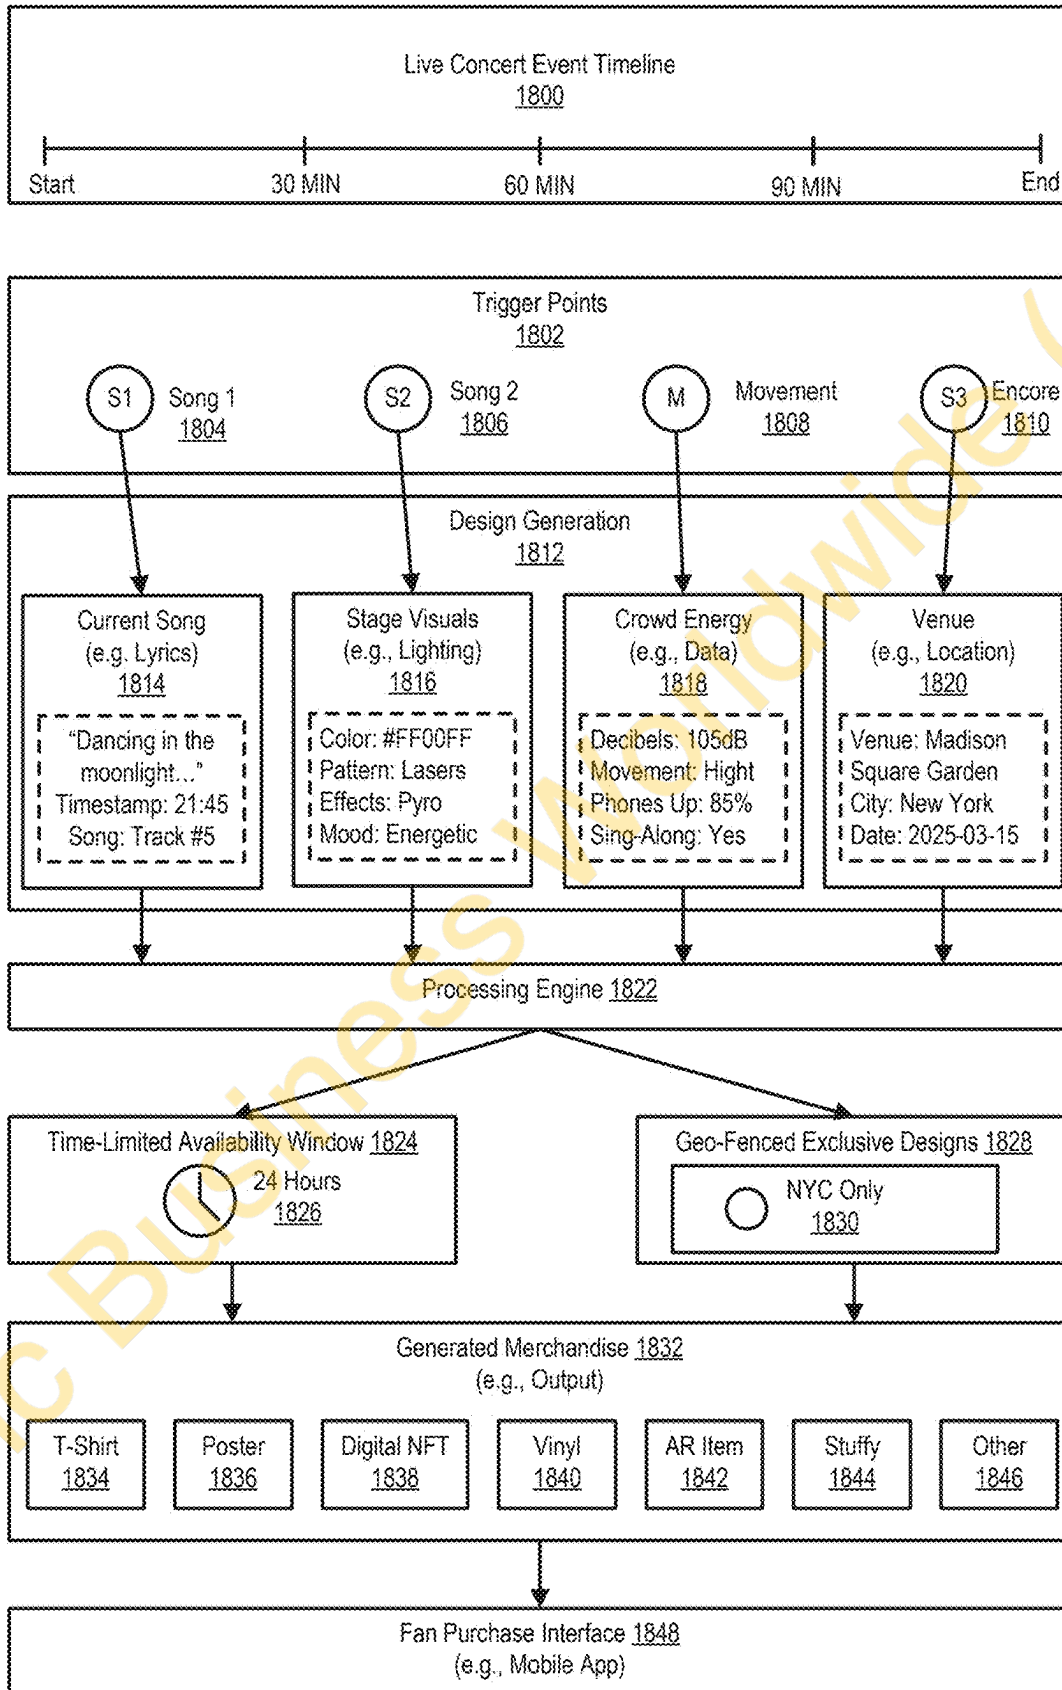 Live Concert Event Timeline
1800
Start 30 MIN 60 MIN 90 MIN End
Trigger Points
1802
S1 Song 1 1804
S2 Song 2 1806
M Movement 1808
S3 Encore 1810
Design Generation
1812
Current Song
(e.g. Lyrics)
1814
"Dancing in the
moonlight..."
Timestamp: 21:45
Song: Track #5
Stage Visuals
(e.g., Lighting)
1816
Color: #FF00FF
Pattern: Lasers
Effects: Pyro
Mood: Energetic
Crowd Energy
(e.g., Data)
1818
Decibels: 105dB
Movement: Hight
Phones Up: 85%
Sing-Along: Yes
Venue
(e.g., Location)
1820
Venue: Madison
Square Garden
City: New York
Date: 2025-03-15
Processing Engine 1822
Time-Limited Availability Window 1824
24 Hours
1826
Geo-Fenced Exclusive Designs 1828
NYC Only
1830
Generated Merchandise 1832
(e.g., Output)
T-Shirt
1834
Poster
1836
Digital NFT
1838
Vinyl
1840
AR Item
1842
Stuffy
1844
Other
1846
Fan Purchase Interface 1848
(e.g., Mobile App)
ic Business Worldwide (